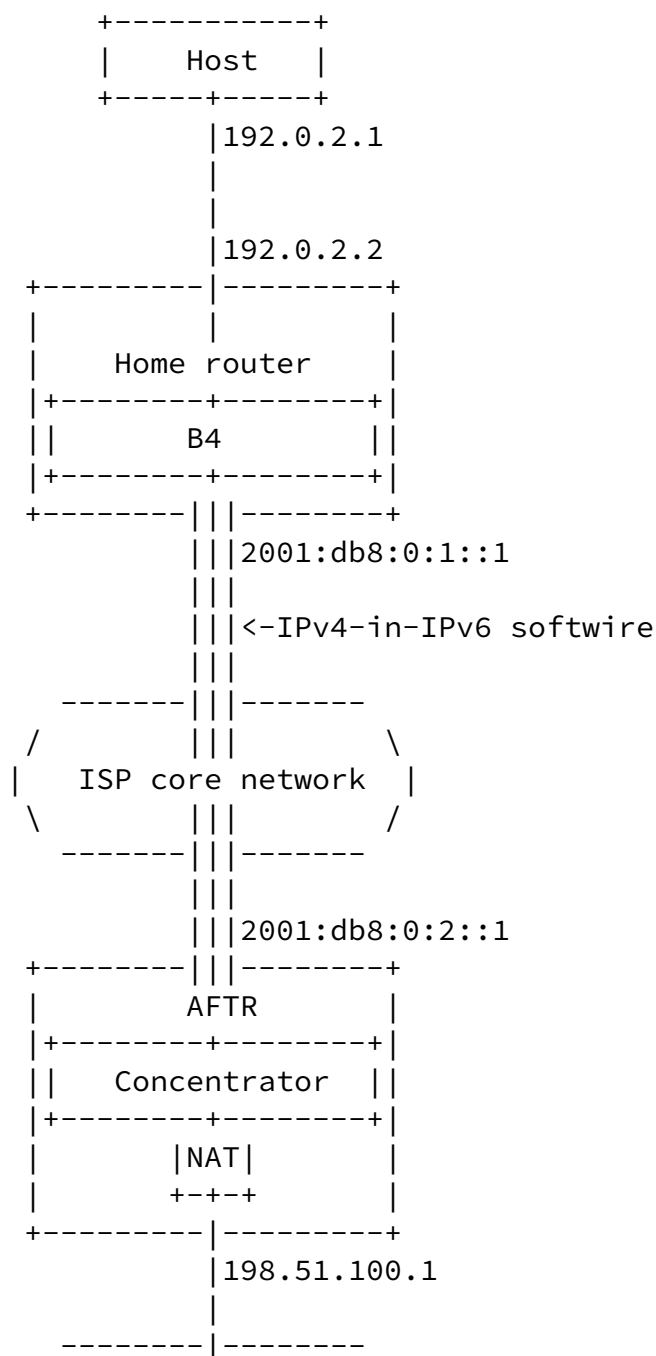 Host
192.0.2.1
192.0.2.2
Home router
B4
2001:db8:0:1::1
<-IPv4-in-IPv6 softwire
ISP core network
2001:db8:0:2::1
AFTR
Concentrator
NAT
198.51.100.1